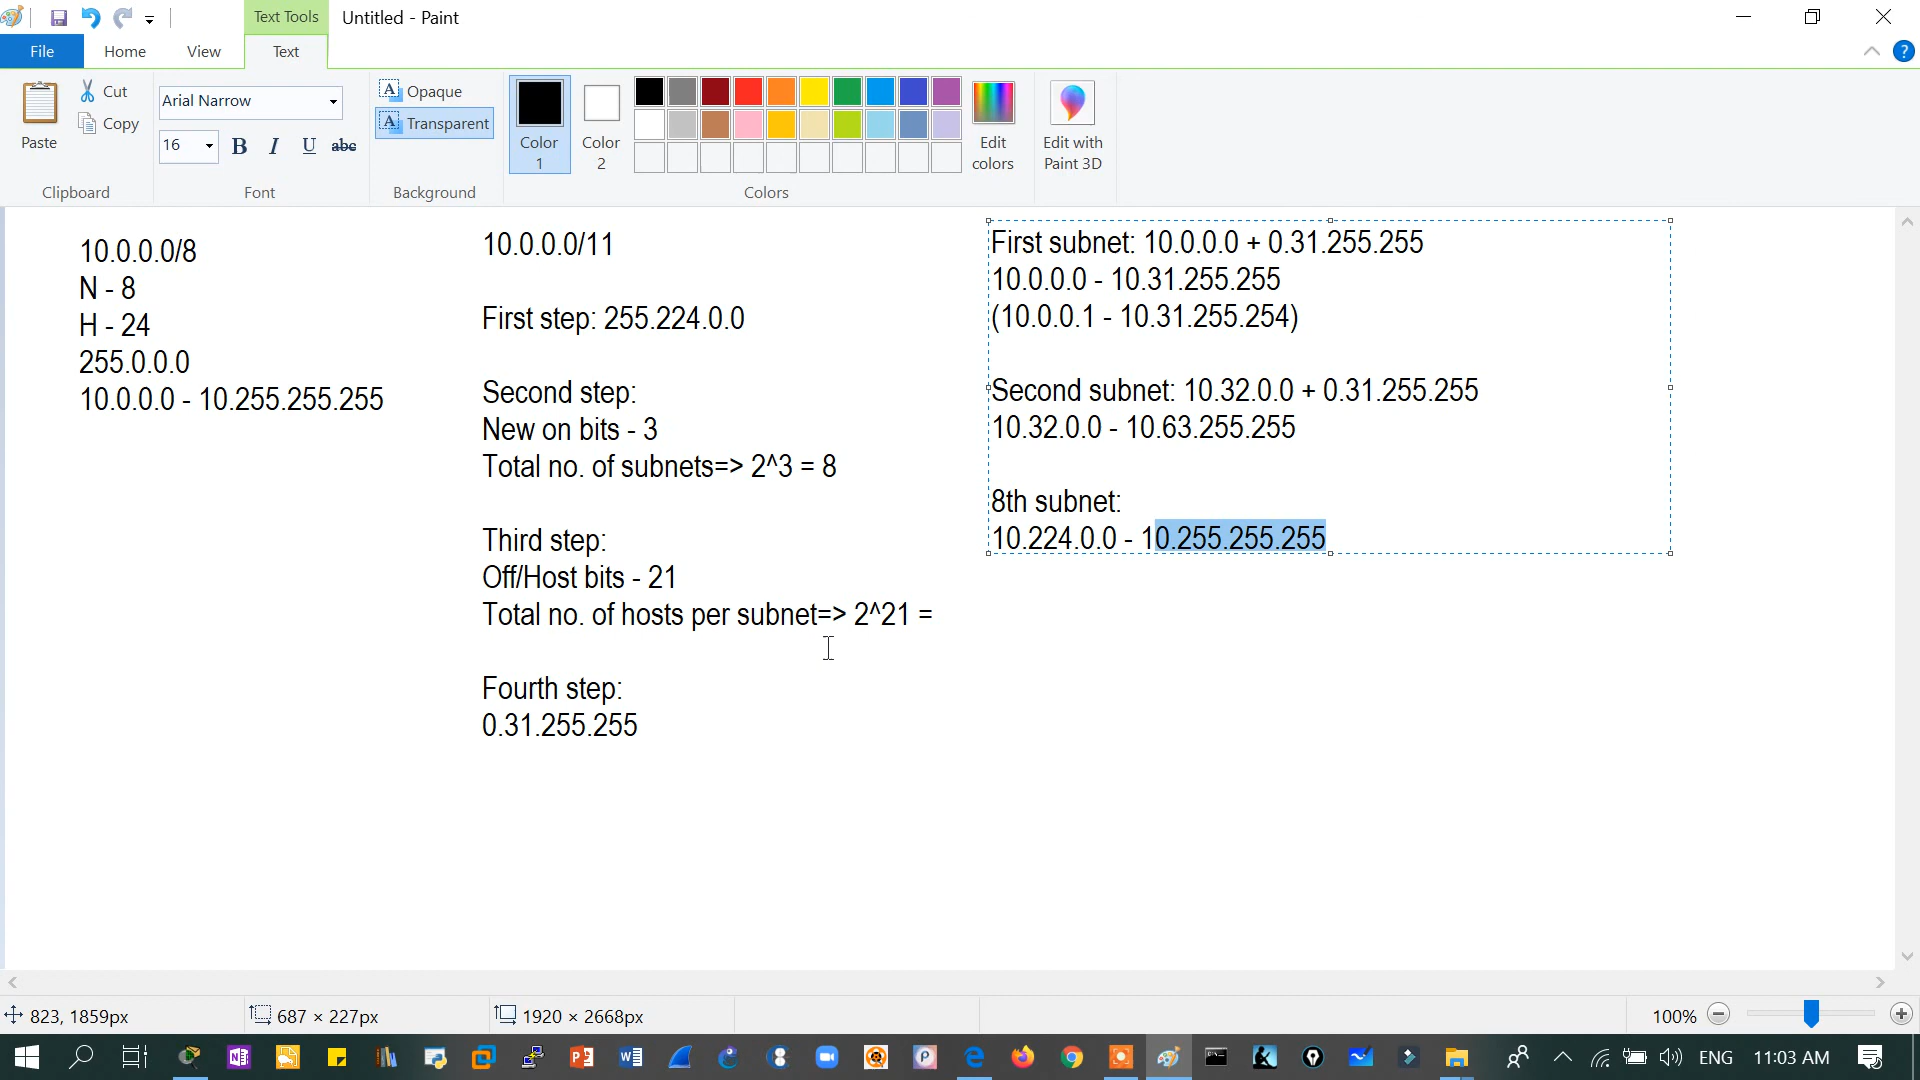 Text Tools
Untitled - Paint
File
Home
View
Text
Paste
Cut
Copy
Clipboard
Arial Narrow
16
B
I
U
abc
Font
A Opaque
A Transparent
Background
Color 1
Color 2
Edit colors
Colors
Edit with Paint 3D
10.0.0.0/8
N - 8
H - 24
255.0.0.0
10.0.0.0 - 10.255.255.255
10.0.0.0/11
First step: 255.224.0.0
Second step:
New on bits - 3
Total no. of subnets=> 2^3 = 8
Third step:
Off/Host bits - 21
Total no. of hosts per subnet=> 2^21 =
Fourth step:
0.31.255.255
First subnet: 10.0.0.0 + 0.31.255.255
10.0.0.0 - 10.31.255.255
(10.0.0.1 - 10.31.255.254)
Second subnet: 10.32.0.0 + 0.31.255.255
10.32.0.0 - 10.63.255.255
8th subnet:
10.224.0.0 - 10.255.255.255
823, 1859px
687 × 227px
1920 × 2668px
100%
ENG
11:03 AM